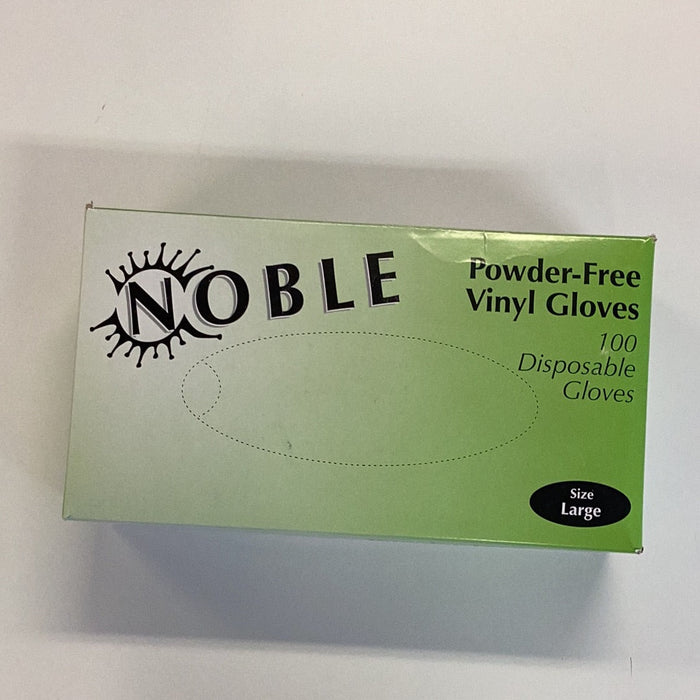 NOBLE
Powder-Free
Vinyl Gloves
100
Disposable
Gloves
Size
Large